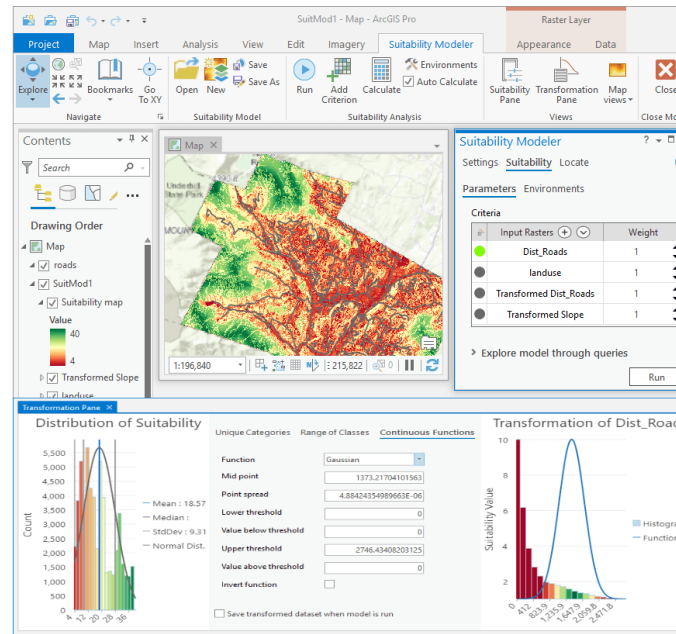 SuitMod1 - Map - ArcGIS Pro
Raster Layer
Project Map Insert Analysis View Edit Imagery Suitability Modeler Appearance Data
Explore Bookmarks Go To XY
Navigate
Open New Save Save As
Suitability Model
Run Add Criterion Calculate Environments Auto Calculate
Suitability Analysis
Suitability Pane Transformation Pane Map views
Views
Close
Close Mo
Contents
Search
Drawing Order
Map
roads
SuitMod1
Suitability map
Value
40
4
Transformed Slope
landuse
Map
Underhill
State Park
MOUN
1:196,840
215,822
0
Suitability Modeler
?
Settings Suitability Locate
Parameters Environments
Criteria
Input Rasters Weight
Dist_Roads 1
landuse 1
Transformed Dist_Roads 1
Transformed Slope 1
Explore model through queries
Run
Transformation Pane
Distribution of Suitability
Count
5,500
5,000
4,500
4,000
3,500
3,000
2,500
2,000
1,500
1,000
500
0
4 12 20 28 36
Mean : 18.57
Median :
StdDev : 9.31
Normal Dist.
Unique Categories Range of Classes Continuous Functions
Function Gaussian
Mid point 1373.21704101563
Point spread 4.88424354989663E-06
Lower threshold 0
Value below threshold 0
Upper threshold 2746.43408203125
Value above threshold 0
Invert function
Save transformed dataset when model is run
Transformation of Dist_Road
Suitability Value
10
8
6
4
2
0 412 823.9 1,235.9 1,647.9 2,059.8 2,471.8
Histogra
Function